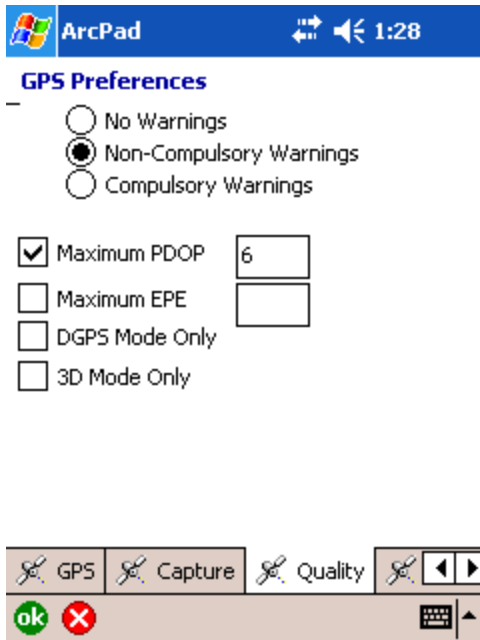 ArcPad 1:28
GPS Preferences
No Warnings
Non-Compulsory Warnings
Compulsory Warnings
Maximum PDOP 6
Maximum EPE
DGPS Mode Only
3D Mode Only
GPS Capture Quality
ok